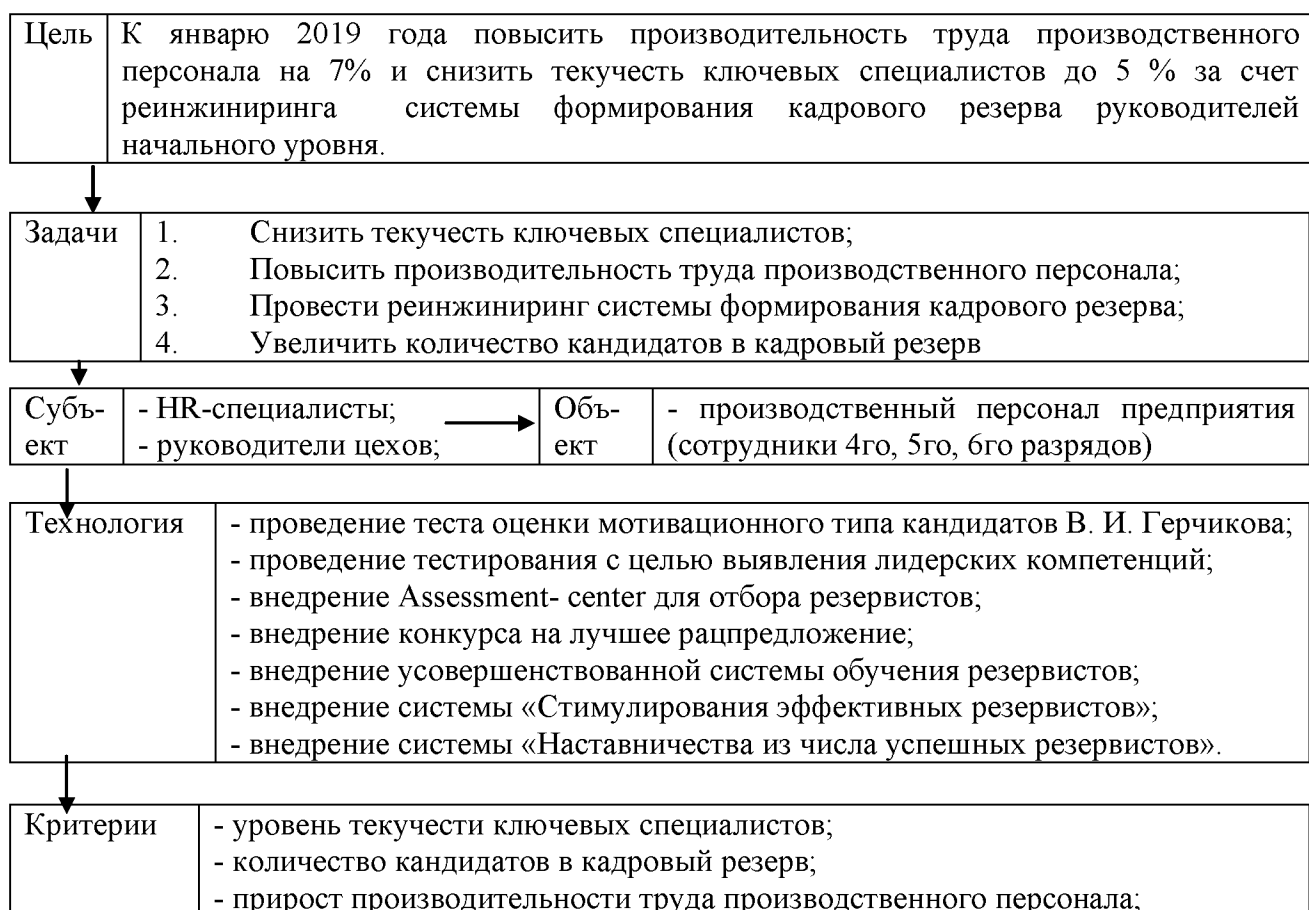 Цель К январю 2019 года повысить производительность труда производственного
персонала на 7% и снизить текучесть ключевых специалистов до 5 % за счет
реинжиниринга системы формирования кадрового резерва руководителей
начального уровня.
Задачи 1. Снизить текучесть ключевых специалистов;
2. Повысить производительность труда производственного персонала;
3. Провести реинжиниринг системы формирования кадрового резерва;
4. Увеличить количество кандидатов в кадровый резерв
Субъ-
ект
- HR-специалисты;
- руководители цехов;
Объ-
ект
- производственный персонал предприятия
(сотрудники 4го, 5го, 6го разрядов)
Технология - проведение теста оценки мотивационного типа кандидатов В. И. Герчикова;
- проведение тестирования с целью выявления лидерских компетенций;
- внедрение Assessment- center для отбора резервистов;
- внедрение конкурса на лучшее рацпредложение;
- внедрение усовершенствованной системы обучения резервистов;
- внедрение системы «Стимулирования эффективных резервистов»;
- внедрение системы «Наставничества из числа успешных резервистов».
Критерии - уровень текучести ключевых специалистов;
- количество кандидатов в кадровый резерв;
- прирост производительности труда производственного персонала;